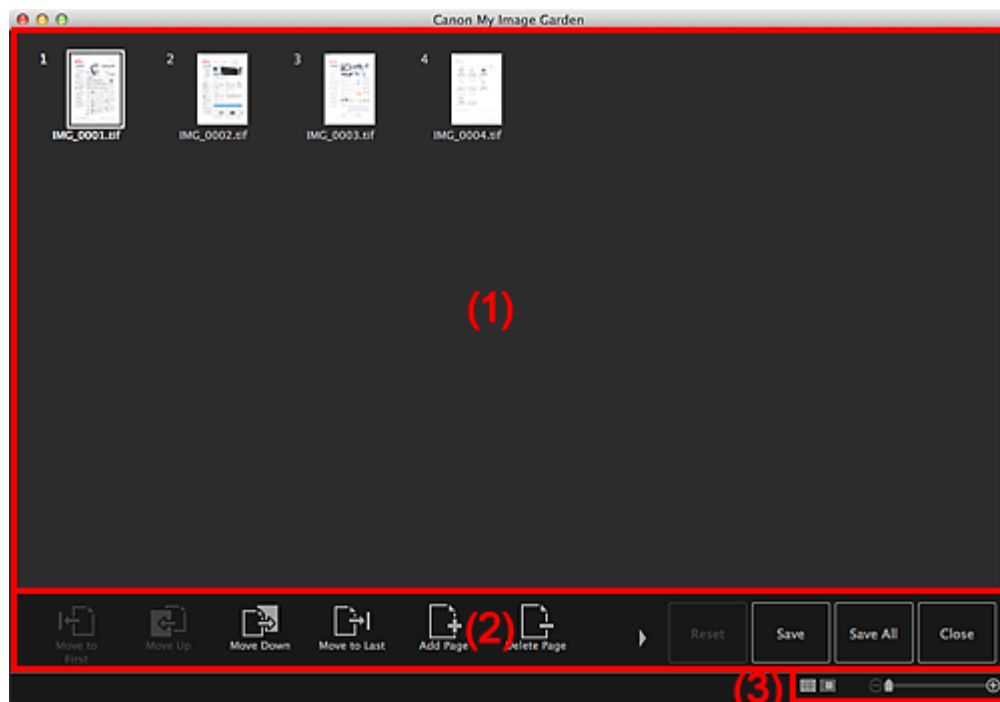 Canon My Image Garden
1 2 3 4
IMG_0001.tif IMG_0002.tif IMG_0003.tif IMG_0004.tif
(1)
(2)
Move to First Move Up Move Down Move to Last Add Page Delete Page Reset Save Save All Close
(3)